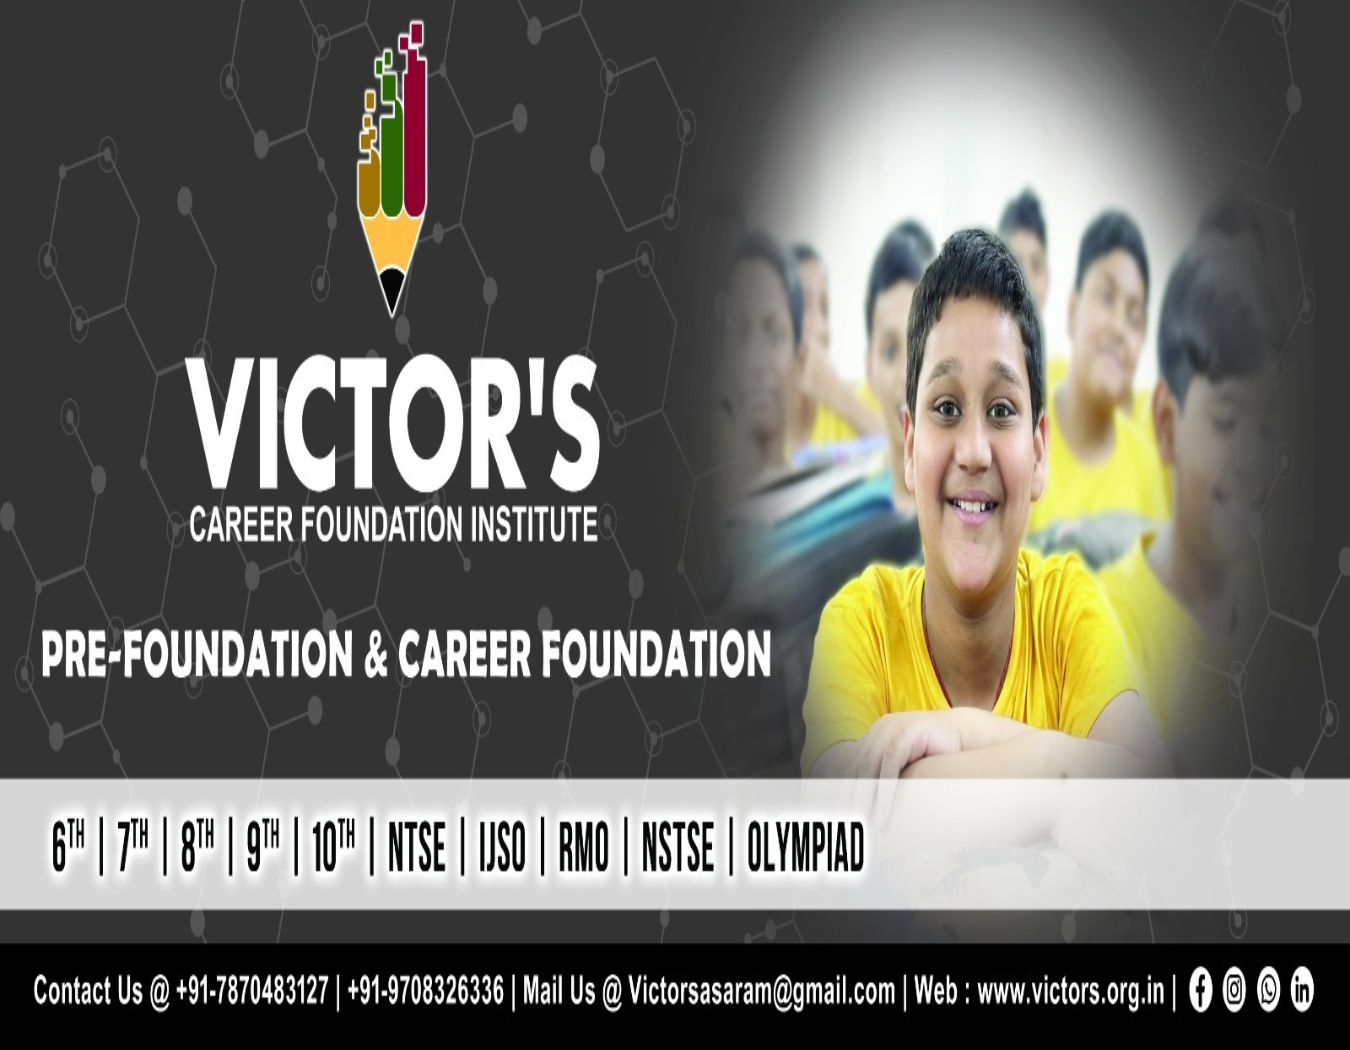 VICTOR'S
CAREER FOUNDATION INSTITUTE
PRE-FOUNDATION & CAREER FOUNDATION
6TH | 7TH | 8TH | 9TH | 10TH | NTSE | IJSO | RMO | NSTSE | OLYMPIAD
Contact Us @ +91-7870483127 | +91-9708326336 | Mail Us @ Victorsasaram@gmail.com | Web : www.victors.org.in |